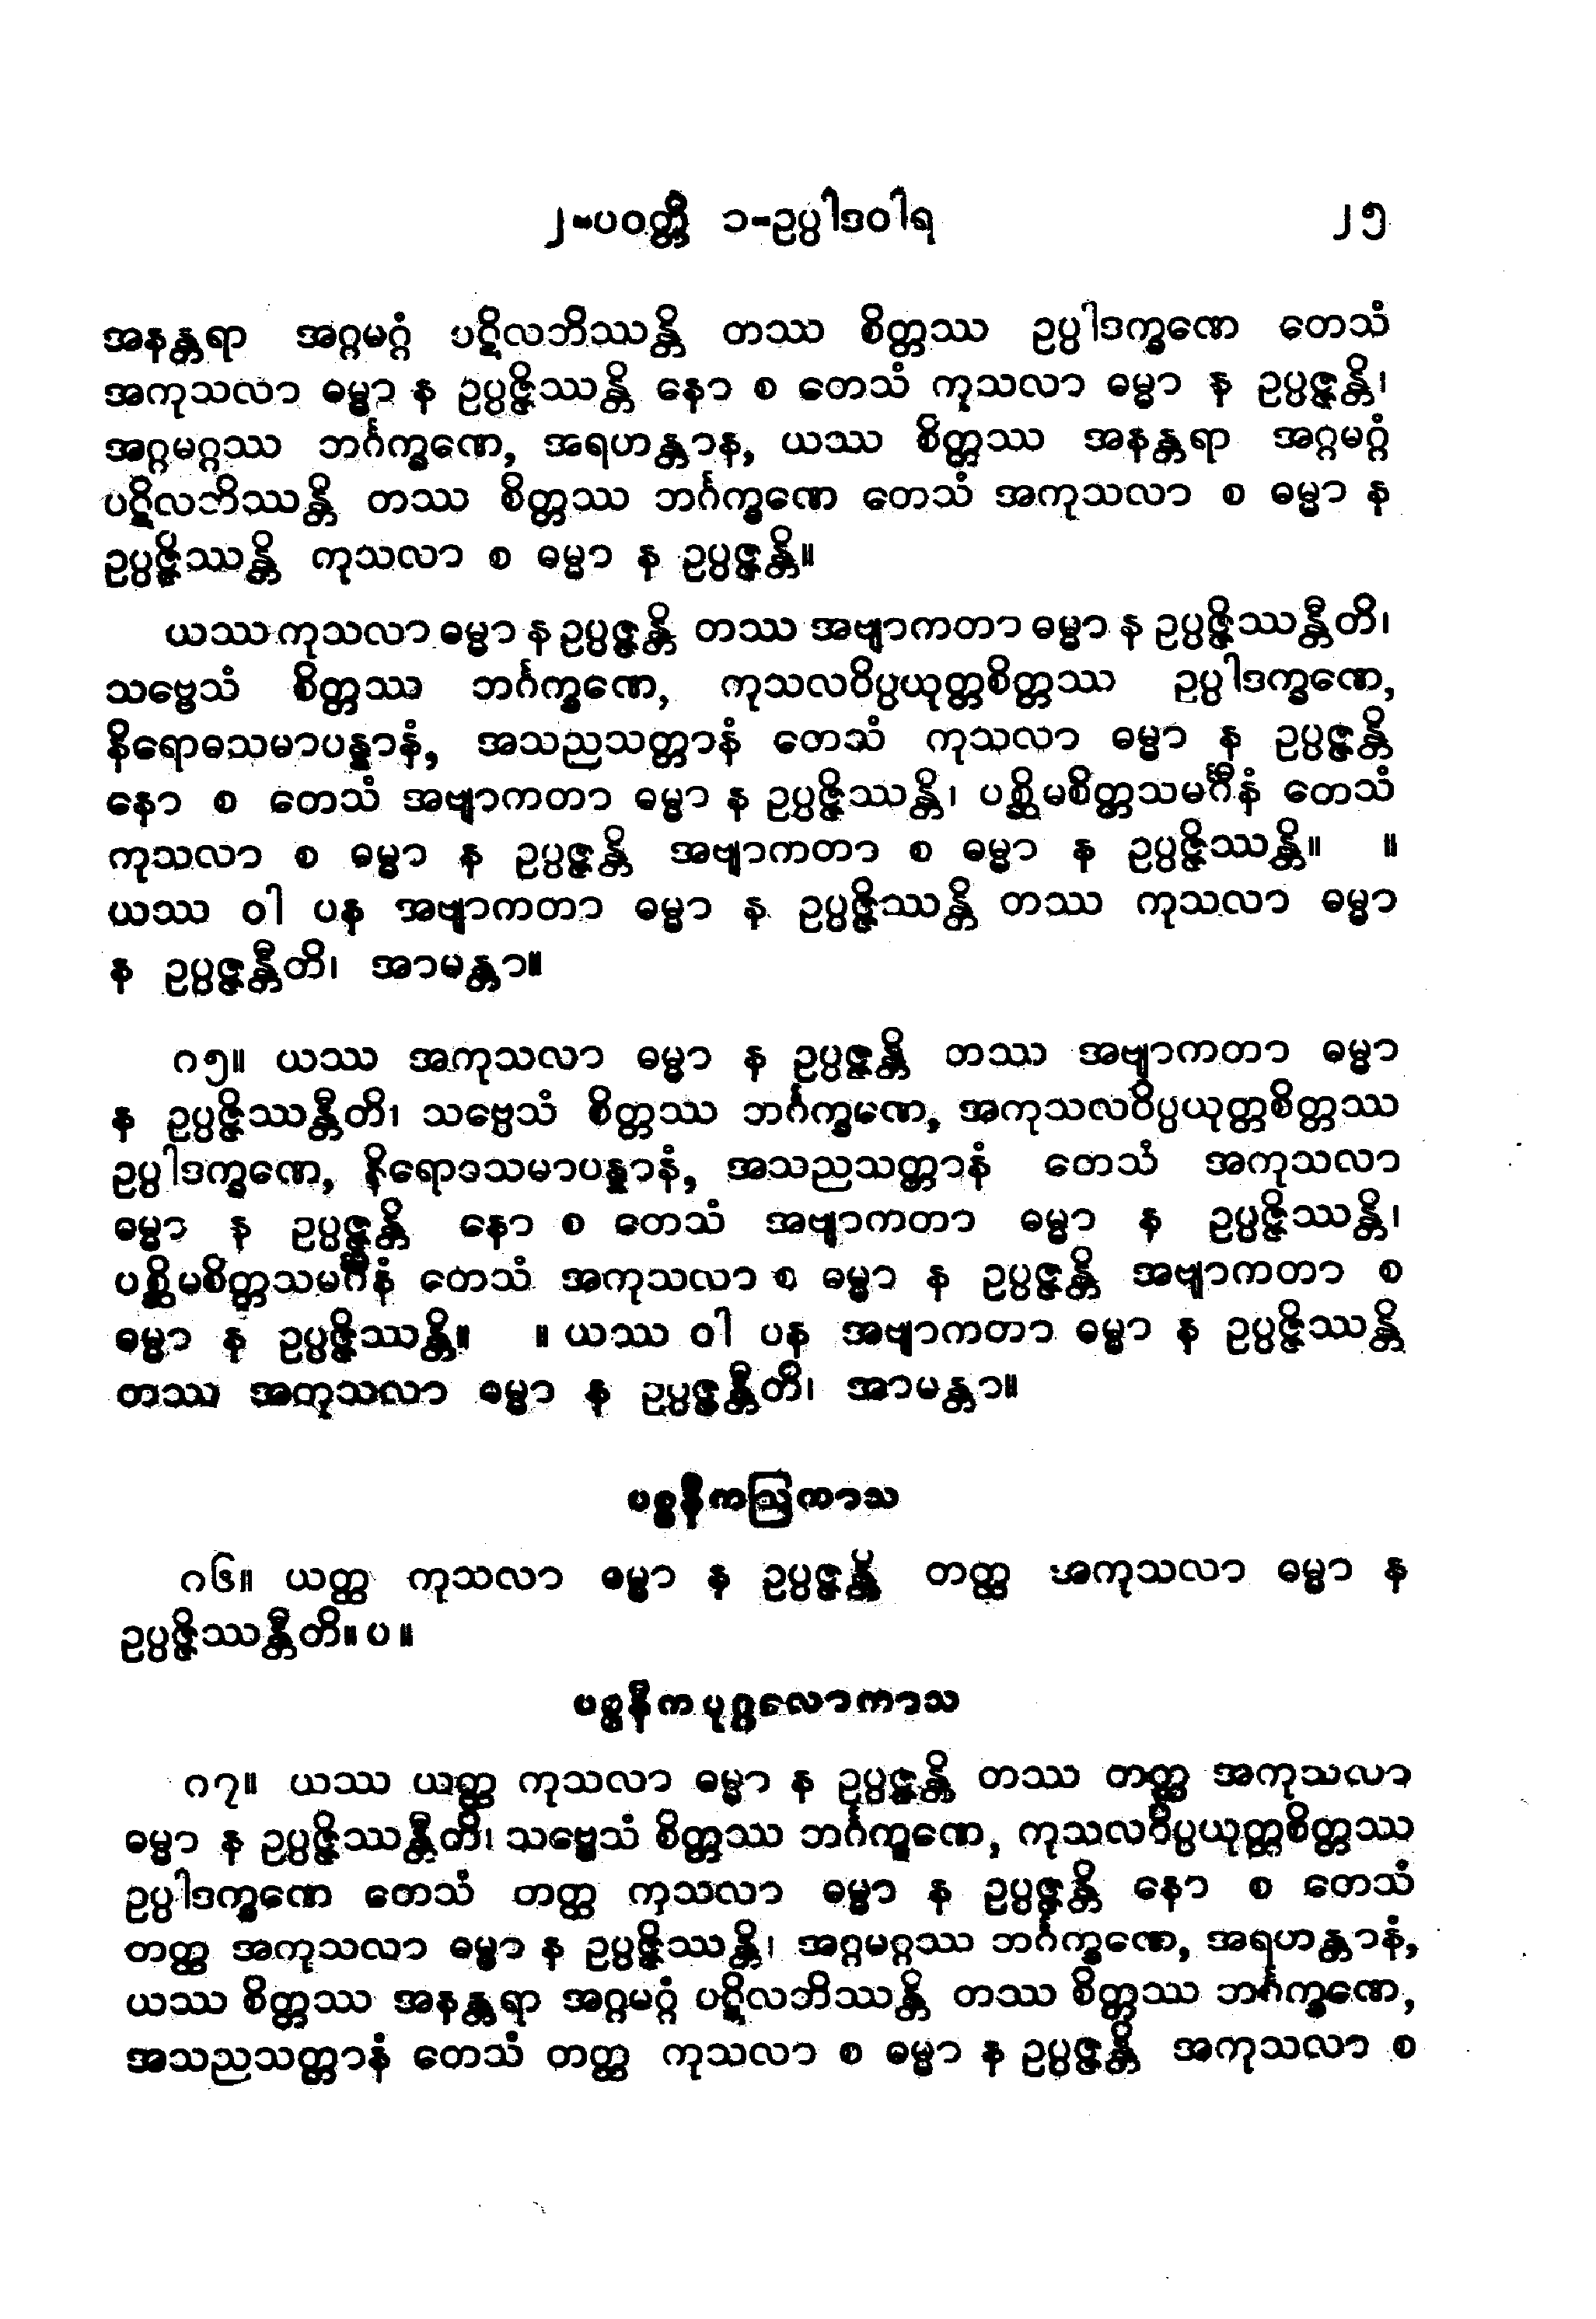 ၂-ပဝတ္တိ ၁-ဥပ္ပါဒဝါရ ၂၅
အနန္တရာ အဂ္ဂမဂ္ဂံ ပဋိလဘိဿန္တိ တဿ စိတ္တဿ ဥပ္ပါဒက္ခဏေ တေသံ
အကုသလာ ဓမ္မာ န ဥပ္ပဇ္ဇိဿန္တိ နော စ တေသံ ကုသလာ ဓမ္မာ န ဥပ္ပဇ္ဇန္တိ၊
အဂ္ဂမဂ္ဂဿ ဘင်္ဂက္ခဏေ, အရဟန္တာန, ယဿ စိတ္တဿ အနန္တရာ အဂ္ဂမဂ္ဂံ
ပဋိလဘိဿန္တိ တဿ စိတ္တဿ ဘင်္ဂက္ခဏေ တေသံ အကုသလာ စ ဓမ္မာ န
ဥပ္ပဇ္ဇိဿန္တိ ကုသလာ စ ဓမ္မာ န ဥပ္ပဇ္ဇန္တိ။
ယဿ ကုသလာ ဓမ္မာ န ဥပ္ပဇ္ဇန္တိ တဿ အဗျာကတာ ဓမ္မာ န ဥပ္ပဇ္ဇိဿန္တီတိ၊
သဗ္ဗေသံ စိတ္တဿ ဘင်္ဂက္ခဏေ, ကုသလဝိပ္ပယုတ္တစိတ္တဿ ဥပ္ပါဒက္ခဏေ,
နိရောဓသမာပန္နာနံ, အသညသတ္တာနံ တေသံ ကုသလာ ဓမ္မာ န ဥပ္ပဇ္ဇန္တိ
နော စ တေသံ အဗျာကတာ ဓမ္မာ န ဥပ္ပဇ္ဇိဿန္တိ၊ ပစ္ဆိမစိတ္တသမင်္ဂီနံ တေသံ
ကုသလာ စ ဓမ္မာ န ဥပ္ပဇ္ဇန္တိ အဗျာကတာ စ ဓမ္မာ န ဥပ္ပဇ္ဇိဿန္တိ။ ။
ယဿ ဝါ ပန အဗျာကတာ ဓမ္မာ န ဥပ္ပဇ္ဇိဿန္တိ တဿ ကုသလာ ဓမ္မာ
န ဥပ္ပဇ္ဇန္တီတိ၊ အာမန္တာ။
၈၅။ ယဿ အကုသလာ ဓမ္မာ န ဥပ္ပဇ္ဇန္တိ တဿ အဗျာကတာ ဓမ္မာ
န ဥပ္ပဇ္ဇိဿန္တီတိ၊ သဗ္ဗေသံ စိတ္တဿ ဘင်္ဂက္ခဏေ, အကုသလဝိပ္ပယုတ္တစိတ္တဿ
ဥပ္ပါဒက္ခဏေ, နိရောဒသမာပန္နာနံ, အသညသတ္တာနံ တေသံ အကုသလာ
ဓမ္မာ န ဥပ္ပဇ္ဇန္တိ နော စ တေသံ အဗျာကတာ ဓမ္မာ န ဥပ္ပဇ္ဇိဿန္တိ၊
ပစ္ဆိမစိတ္တသမင်္ဂီနံ တေသံ အကုသလာ စ ဓမ္မာ န ဥပ္ပဇ္ဇန္တိ အဗျာကတာ စ
ဓမ္မာ န ဥပ္ပဇ္ဇိဿန္တိ။ ။ ယဿ ဝါ ပန အဗျာကတာ ဓမ္မာ န ဥပ္ပဇ္ဇိဿန္တိ
တဿ အကုသလာ ဓမ္မာ န ဥပ္ပဇ္ဇန္တီတိ၊ အာမန္တာ။
ပစ္စနီကဩကာသ
၈၆။ ယတ္ထ ကုသလာ ဓမ္မာ န ဥပ္ပဇ္ဇန္တိ တတ္ထ အကုသလာ ဓမ္မာ န
ဥပ္ပဇ္ဇိဿန္တီတိ။ ပ ။
ပစ္စနီကပုဂ္ဂလောကာသ
၈၇။ ယဿ ယတ္ထ ကုသလာ ဓမ္မာ န ဥပ္ပဇ္ဇန္တိ တဿ တတ္ထ အကုသလာ
ဓမ္မာ န ဥပ္ပဇ္ဇိဿန္တီတိ၊ သဗ္ဗေသံ စိတ္တဿ ဘင်္ဂက္ခဏေ, ကုသလဝိပ္ပယုတ္တစိတ္တဿ
ဥပ္ပါဒက္ခဏေ တေသံ တတ္ထ ကုသလာ ဓမ္မာ န ဥပ္ပဇ္ဇန္တိ နော စ တေသံ
တတ္ထ အကုသလာ ဓမ္မာ န ဥပ္ပဇ္ဇိဿန္တိ၊ အဂ္ဂမဂ္ဂဿ ဘင်္ဂက္ခဏေ, အရဟန္တာနံ,
ယဿ စိတ္တဿ အနန္တရာ အဂ္ဂမဂ္ဂံ ပဋိလဘိဿန္တိ တဿ စိတ္တဿ ဘင်္ဂက္ခဏေ,
အသညသတ္တာနံ တေသံ တတ္ထ ကုသလာ စ ဓမ္မာ န ဥပ္ပဇ္ဇန္တိ အကုသလာ စ